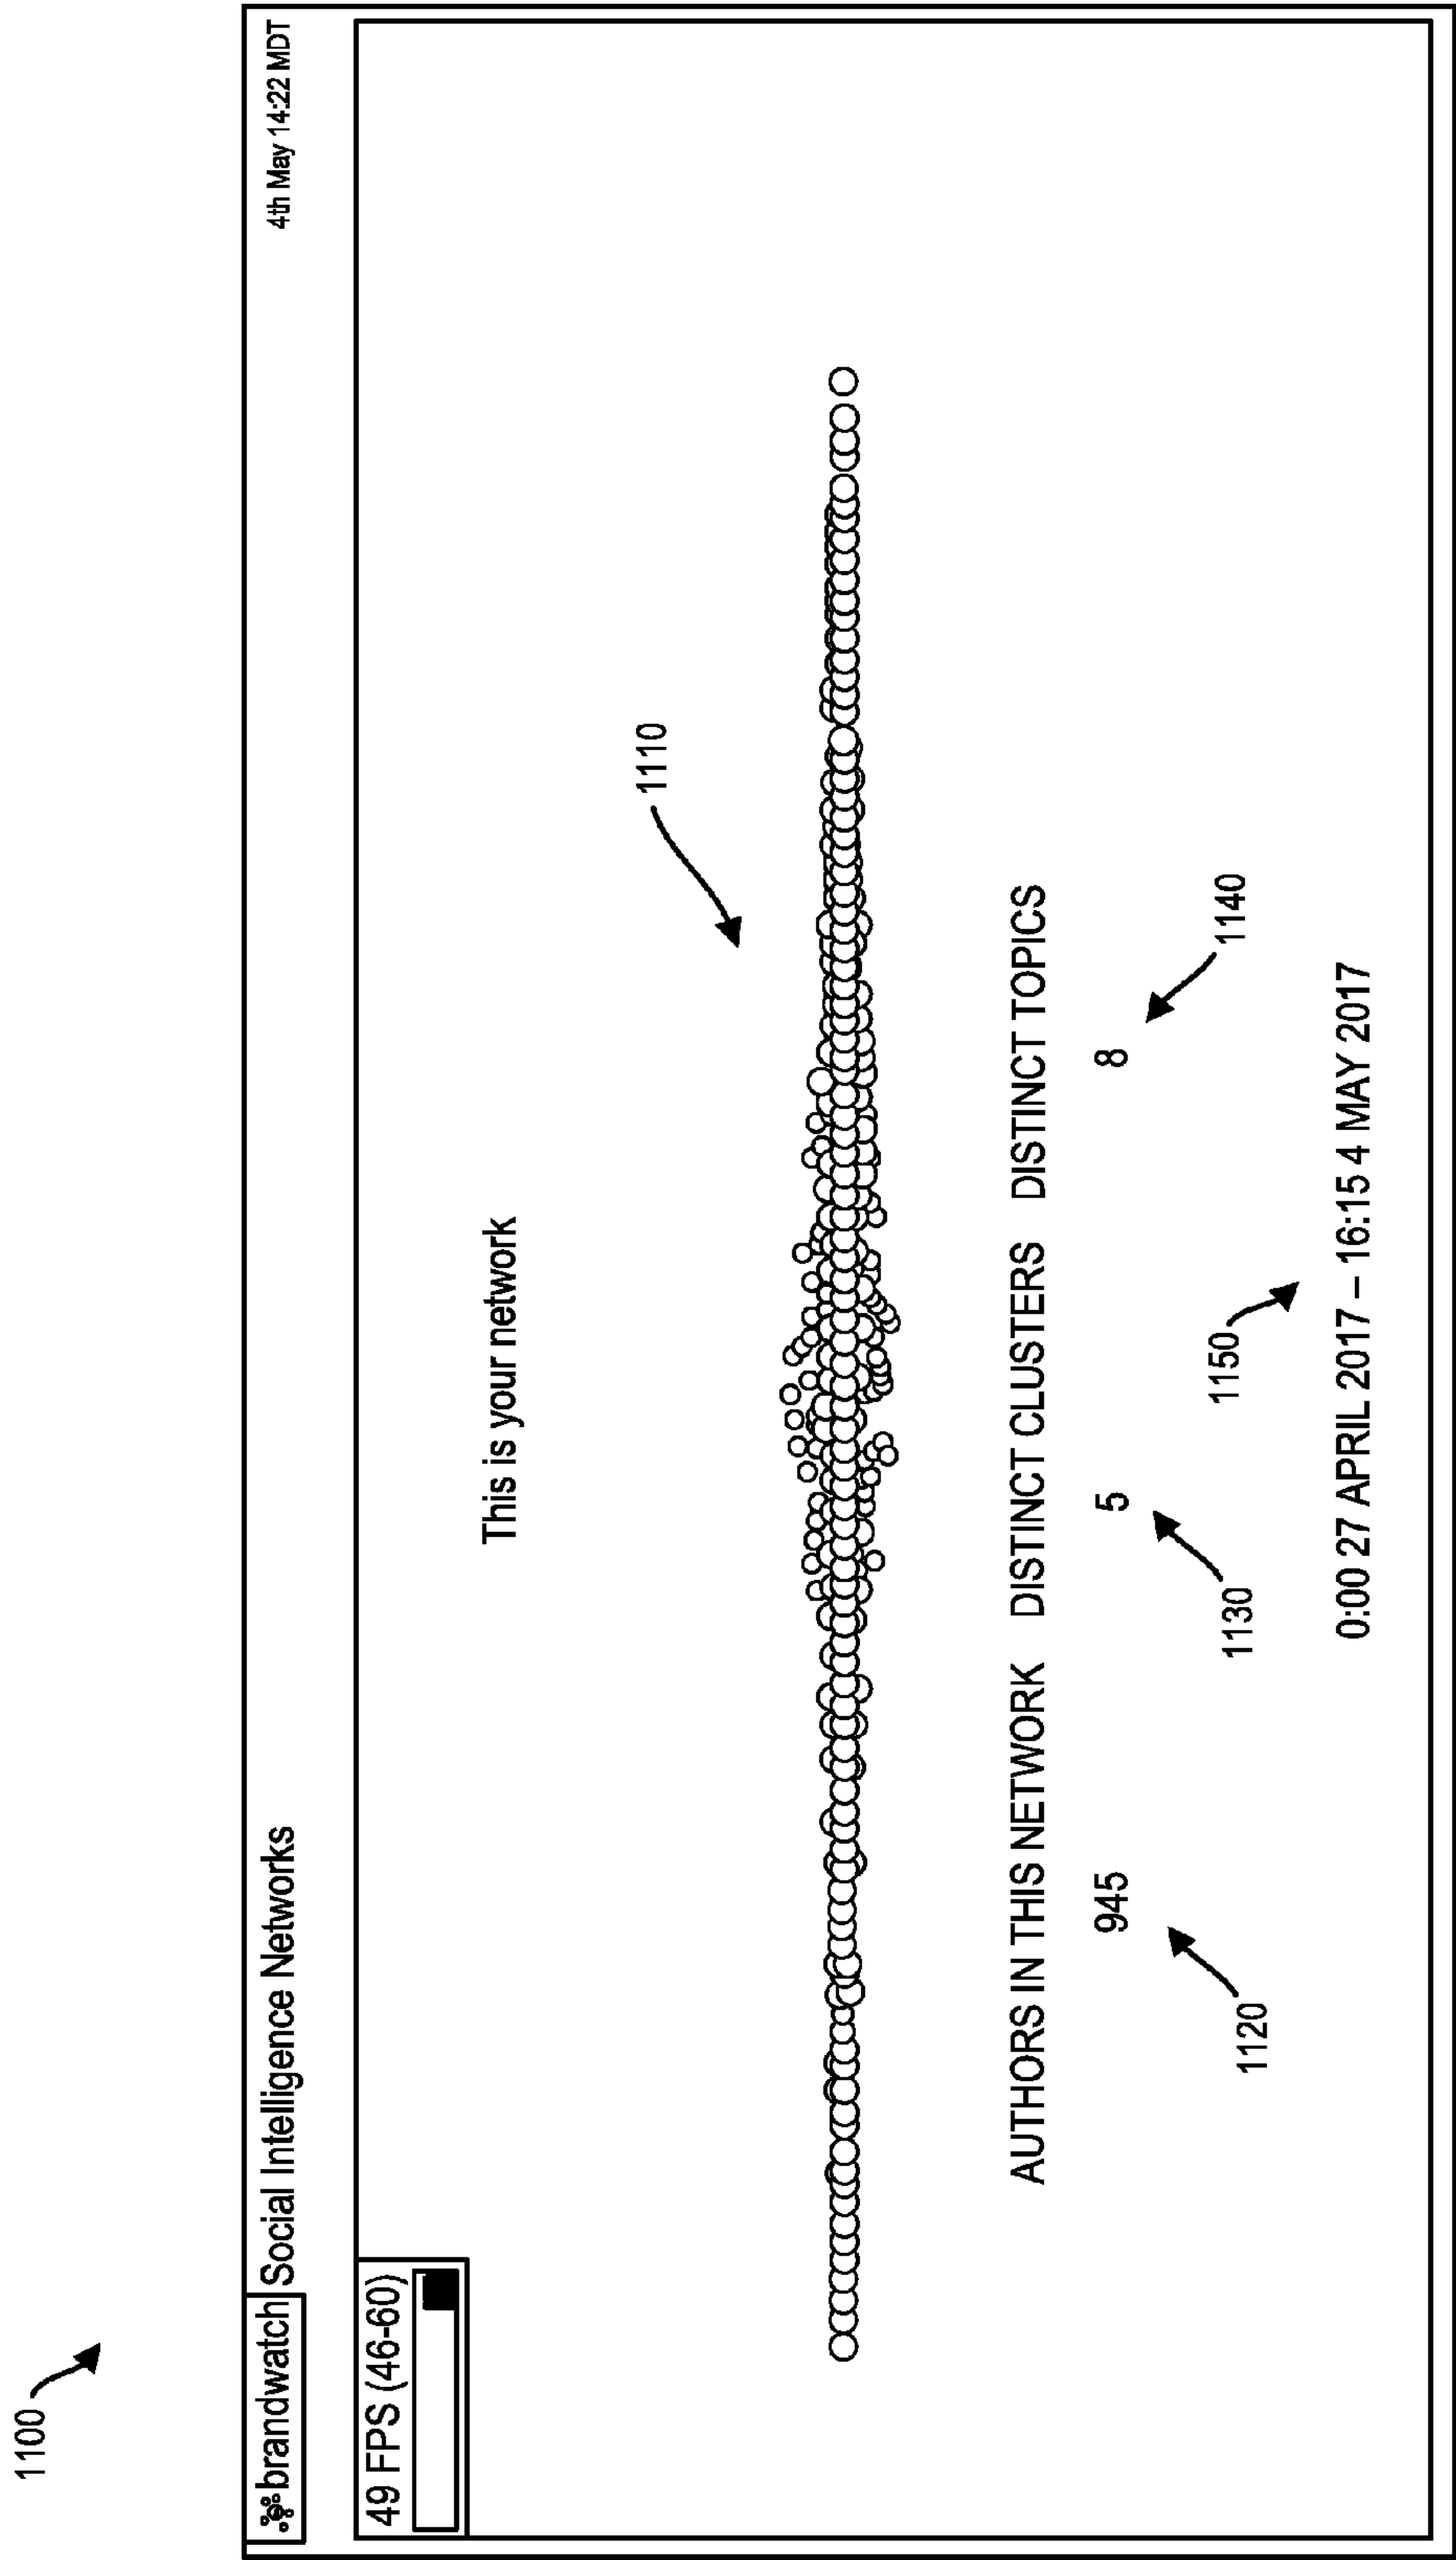 1100
brandwatch Social Intelligence Networks
4th May 14:22 MDT
49 FPS (46-60)
This is your network
1110
AUTHORS IN THIS NETWORK DISTINCT CLUSTERS DISTINCT TOPICS
945 5 8
1120 1130 1150 1140
0:00 27 APRIL 2017 – 16:15 4 MAY 2017